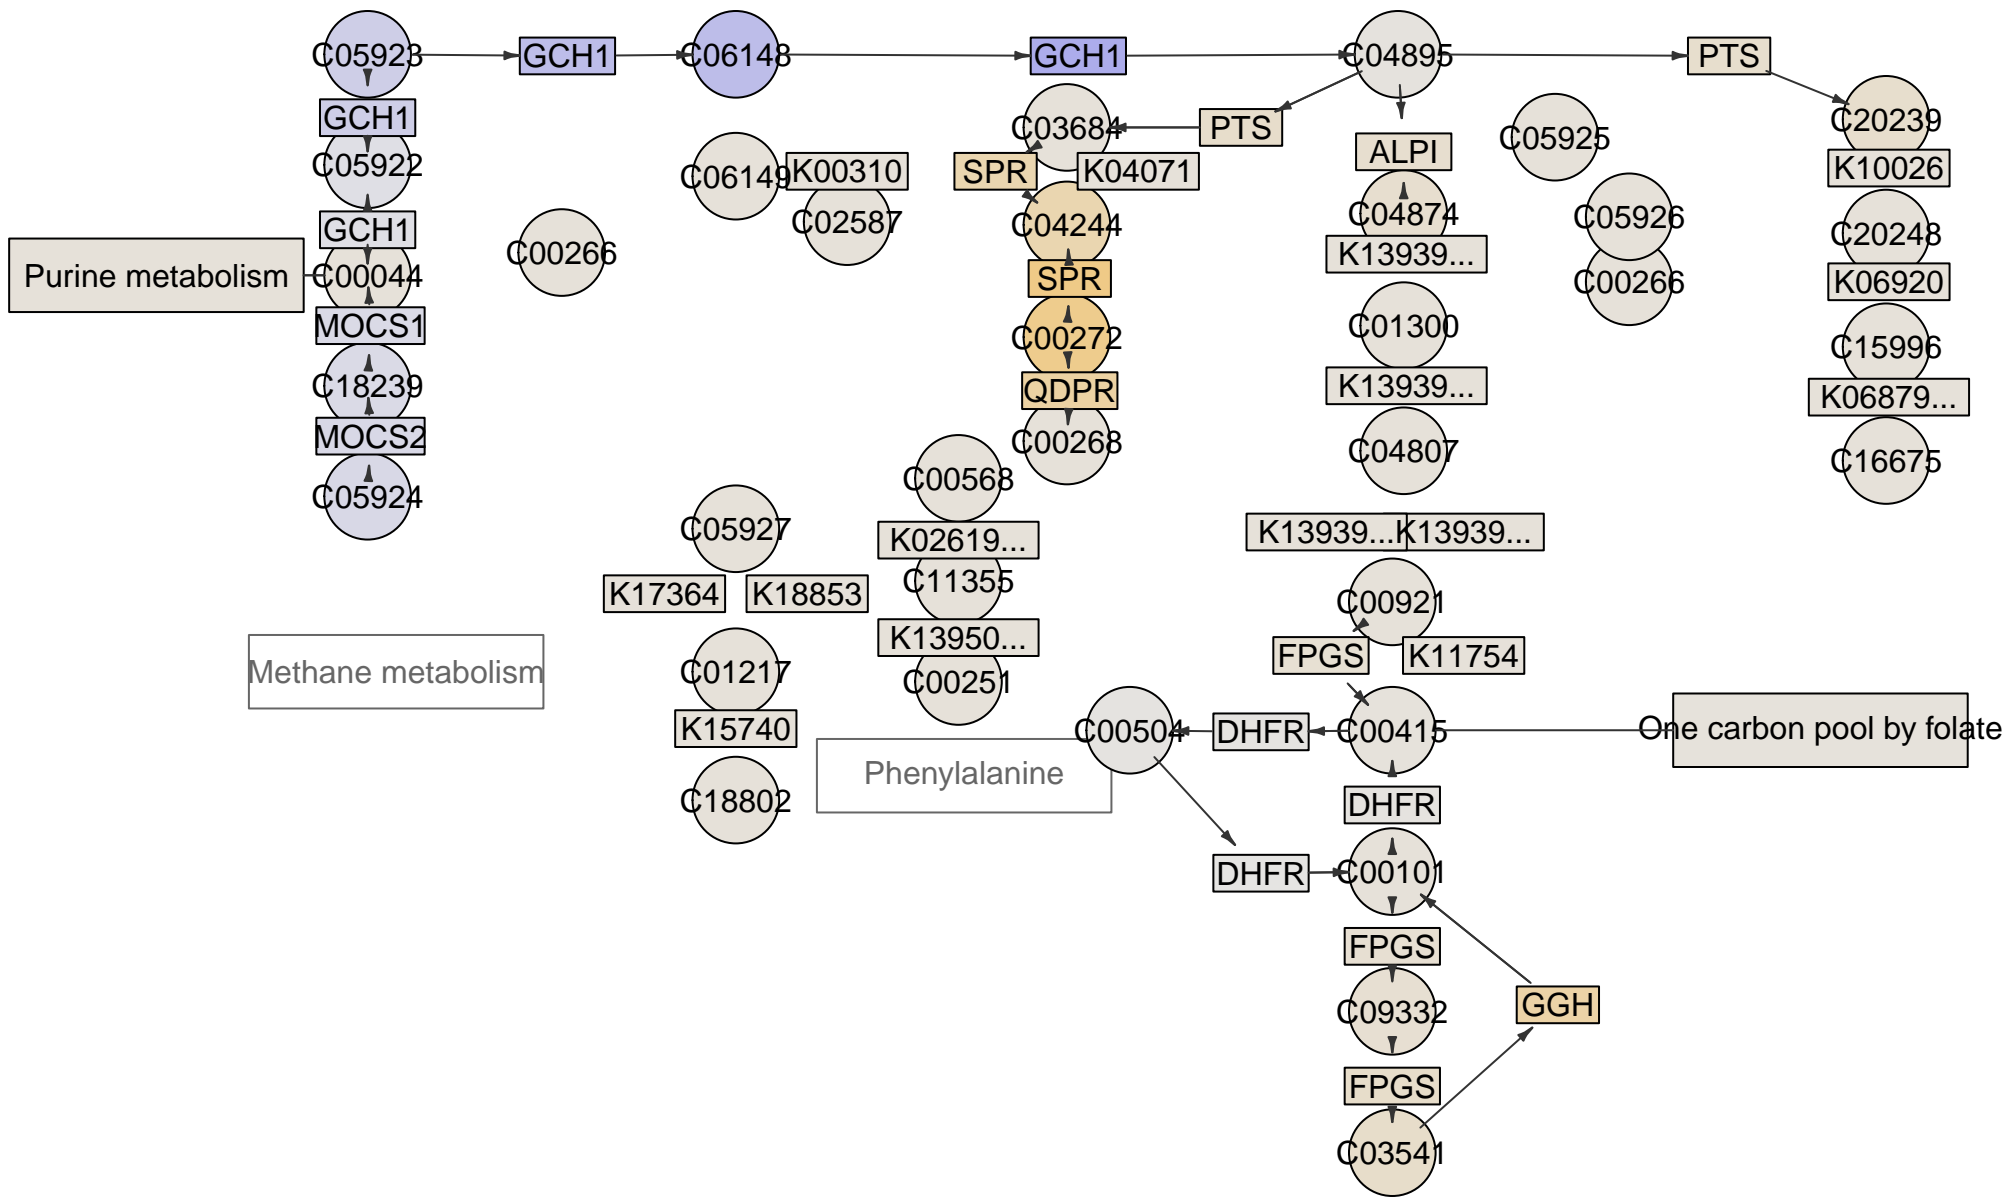 C05923
GCH1
C06148
GCH1
C04895
PTS
GCH1
C03684
PTS
C20239
C05922
C06149
K00310
SPR
K04071
ALPI
C05925
K10026
GCH1
C00266
C02587
C04244
C04874
C05926
C20248
Purine metabolism
C00044
SPR
K13939...
C00266
K06920
MOCS1
C00272
C01300
C15996
C18239
QDPR
K13939...
K06879...
MOCS2
C00268
C04807
C16675
C05924
C00568
C05927
K02619...
K13939...
K13939...
K17364
K18853
C11355
C00921
K13950...
FPGS
K11754
Methane metabolism
C01217
C00251
K15740
C00504
DHFR
C00415
One carbon pool by folate
Phenylalanine
C18802
DHFR
DHFR
C00101
FPGS
C09332
GGH
FPGS
C03541